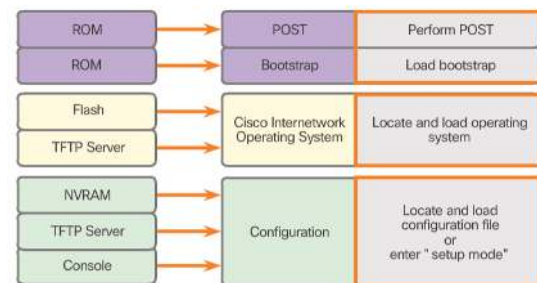 ROM
POST
Perform POST
ROM
Bootstrap
Load bootstrap
Flash
TFTP Server
Cisco Internetwork
Operating System
Locate and load operating
system
NVRAM
TFTP Server
Console
Configuration
Locate and load
configuration file
or
enter " setup mode"